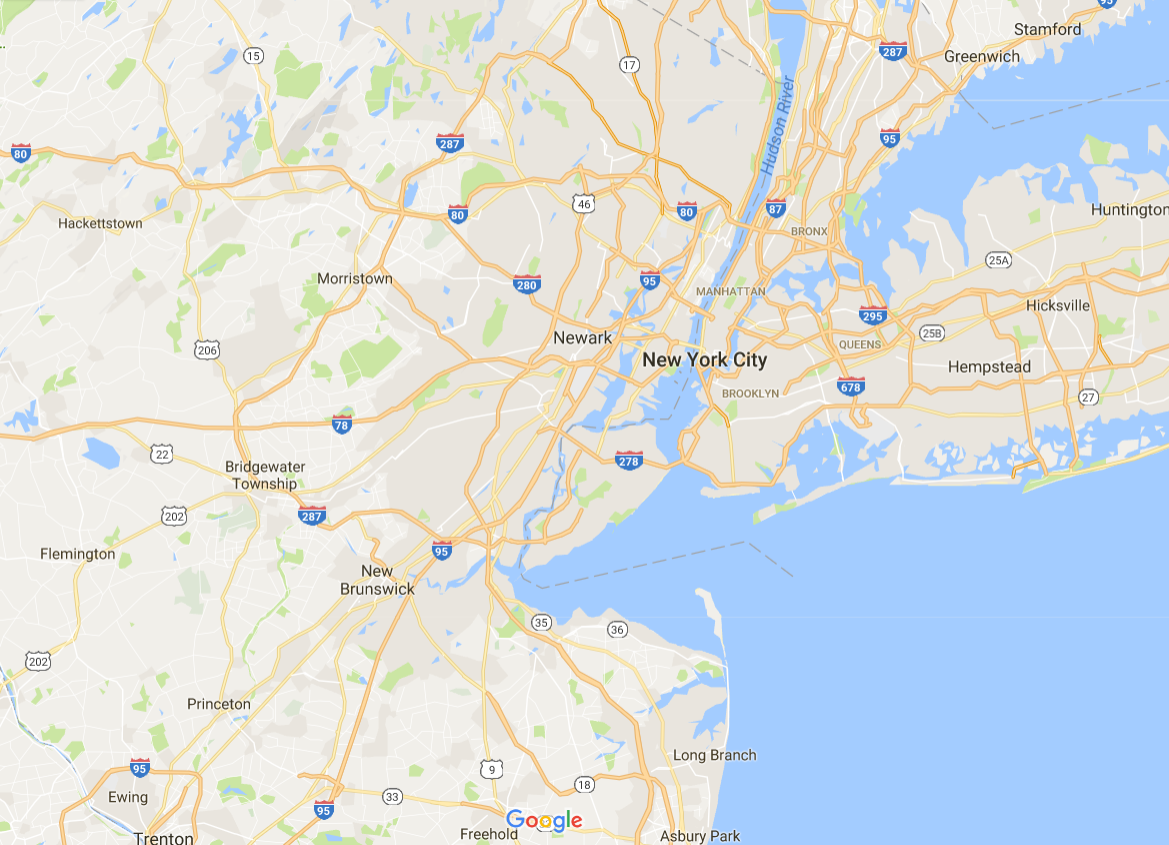 95
Stamford
287
Greenwich
15
17
Hudson River
95
287
80
46
80
87
80
Huntington
Hackettstown
BRONX
25A
Morristown
280
95
MANHATTAN
Hicksville
295
25B
Newark
QUEENS
206
New York City
Hempstead
678
BROOKLYN
27
78
22
278
Bridgewater
Township
202
287
Flemington
95
New
Brunswick
35
36
202
Princeton
Long Branch
95
9
18
Ewing
33
95
Google
Freehold
Trenton
Asbury Park